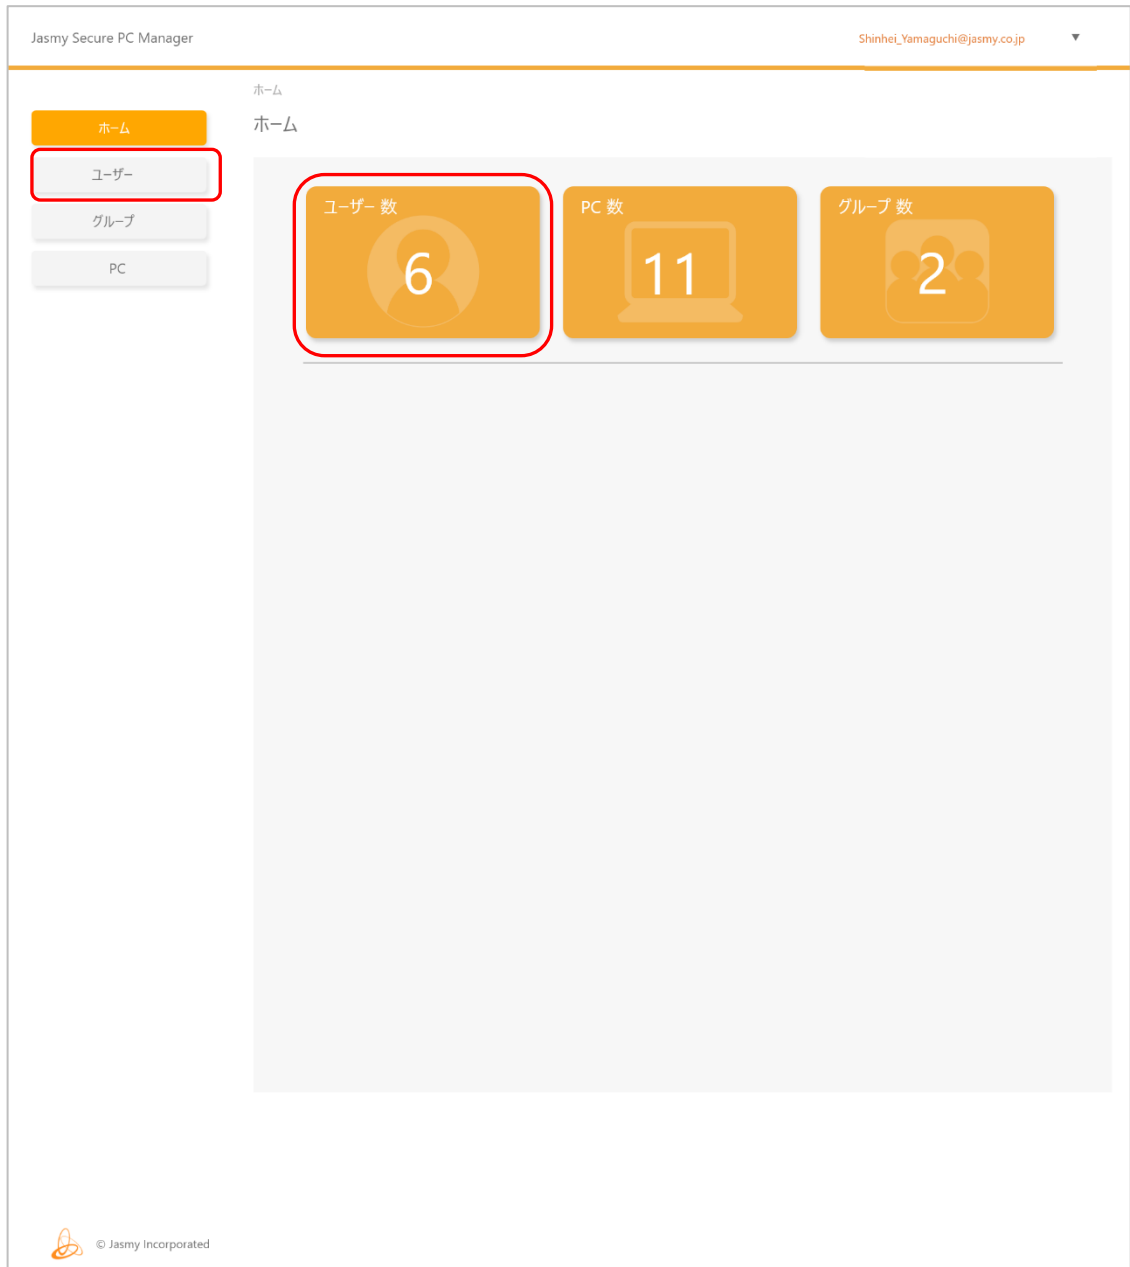 Jasmy Secure PC Manager
Shinhei_Yamaguchi@jasmy.co.jp ▼
ホーム
ホーム
ホーム
ユーザー
グループ
PC
ユーザー 数
6
PC 数
11
グループ 数
2
© Jasmy Incorporated